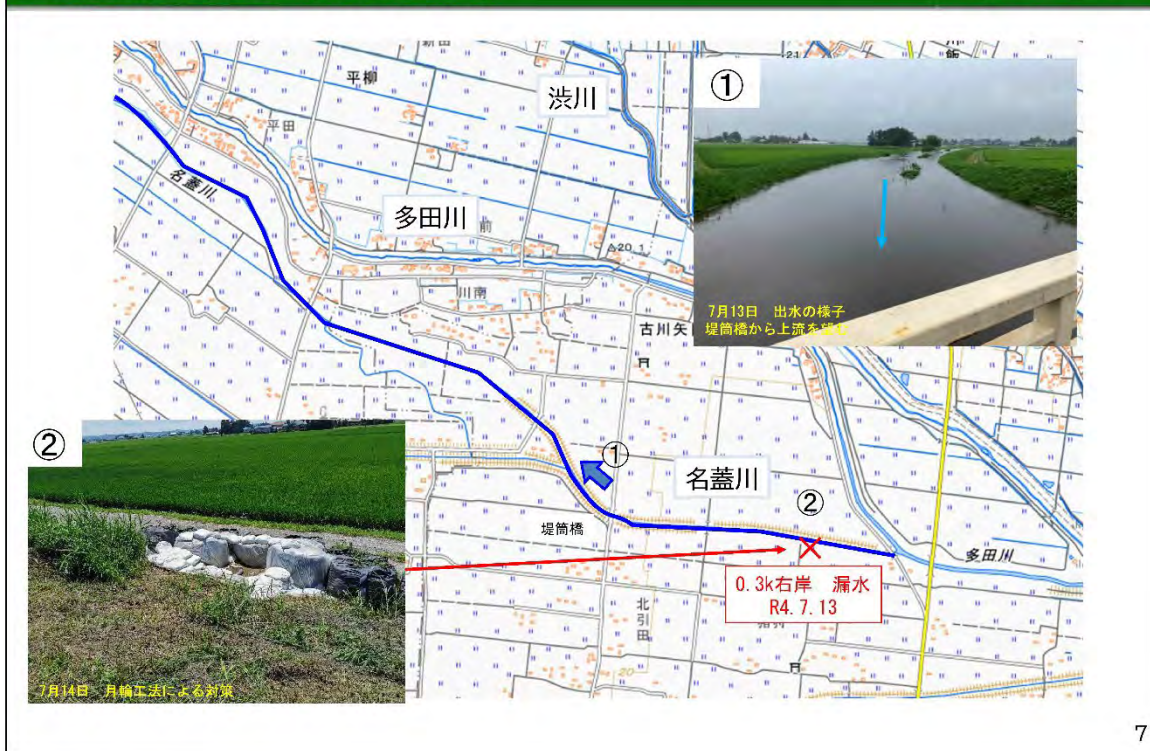 平柳
渋川
①
平田
名蓋川
多田川
前
20.1
川南
古川矢
7月13日 出水の様子
堤筒橋から上流を望む
②
①
名蓋川
②
堤筒橋
多田川
0.3k右岸 漏水
R4.7.13
北引田
20
7月14日 月輪工法による対策
7